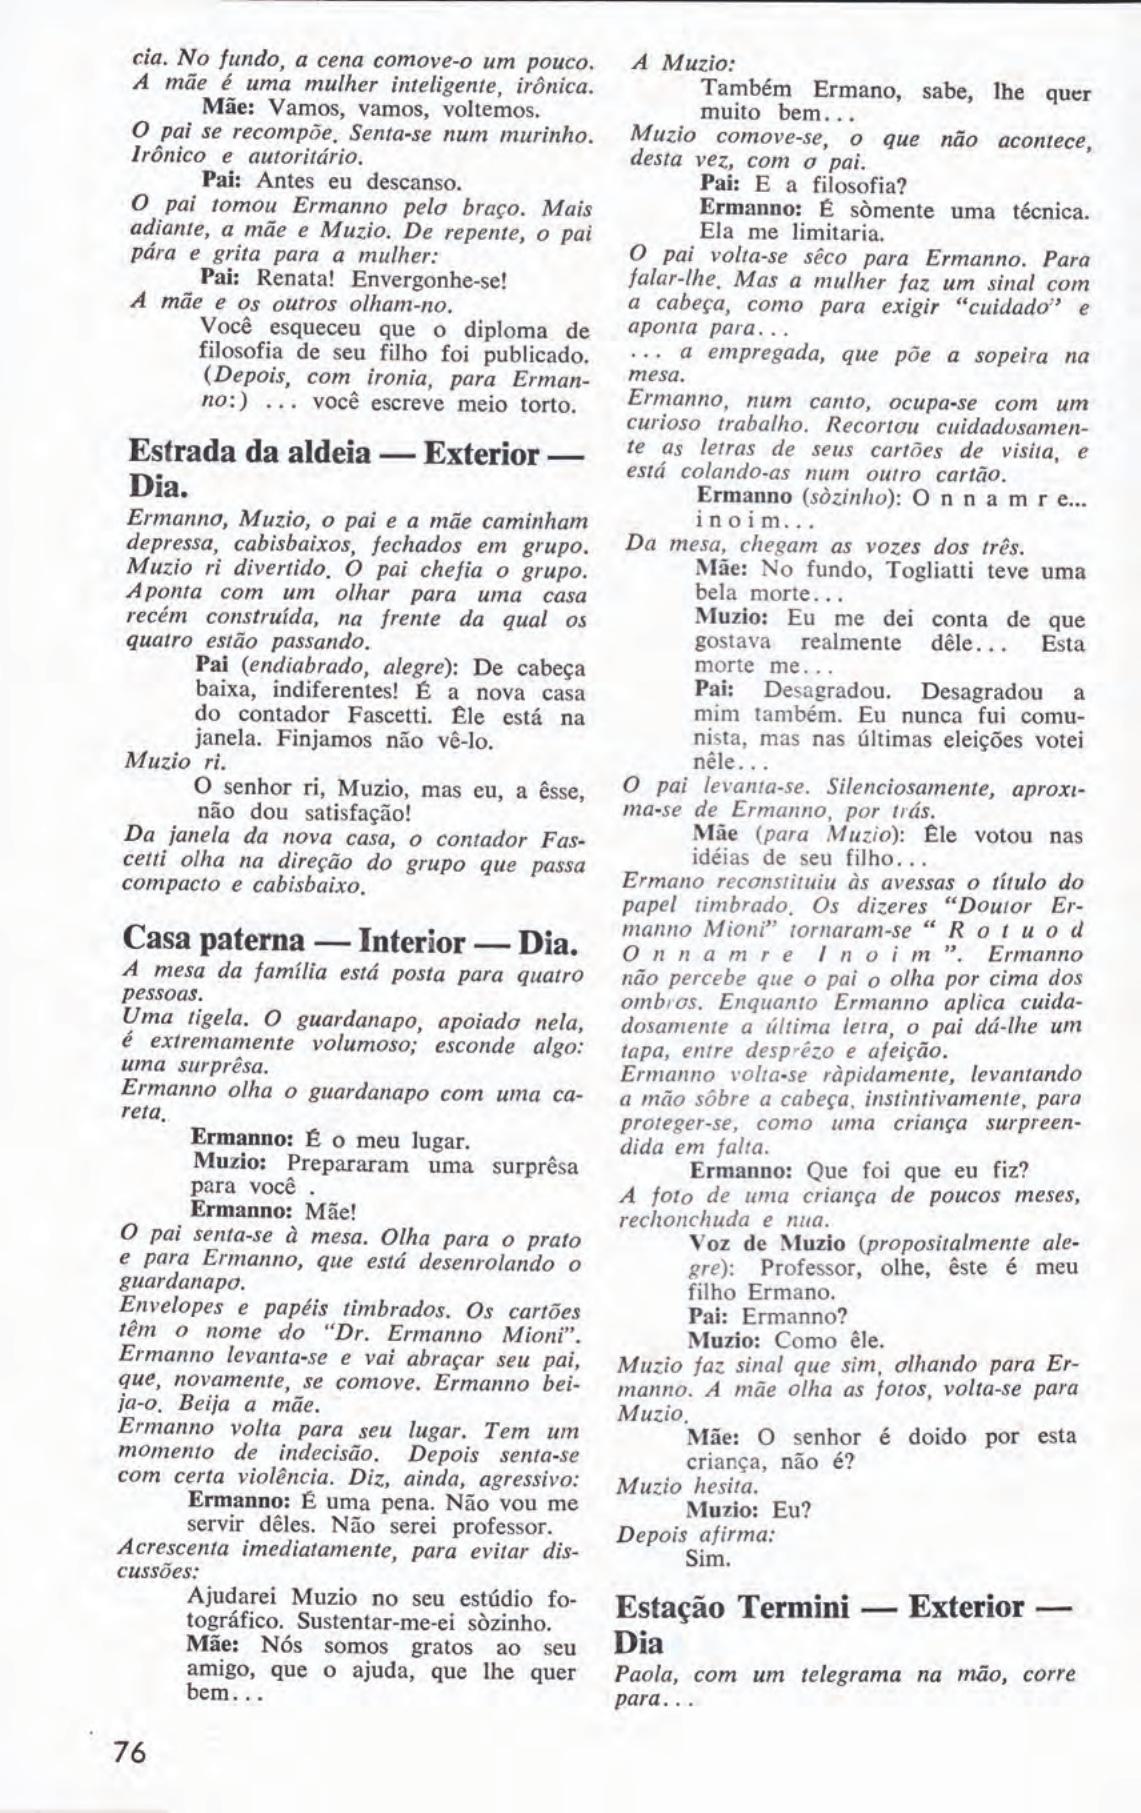 cia. No fundo, a cena comove-o um pouco.
A mãe é uma mulher inteligente, irônica.
Mãe: Vamos, vamos, voltemos.
O pai se recompõe. Senta-se num murinho.
Irônico e autoritário.
Pai: Antes eu descanso.
O pai tomou Ermanno pelo braço. Mais
adiante, a mãe e Muzio. De repente, o pai
pára e grita para a mulher:
Pai: Renata! Envergonhe-se!
A mãe e os outros olham-no.
Você esqueceu que o diploma de
filosofia de seu filho foi publicado.
(Depois, com ironia, para Erman-
no:) ... você escreve meio torto.
Estrada da aldeia — Exterior —
Dia.
Ermanno, Muzio, o pai e a mãe caminham
depressa, cabisbaixos, fechados em grupo.
Muzio ri divertido. O pai chefia o grupo.
Aponta com um olhar para uma casa
recém construída, na frente da qual os
quatro estão passando.
Pai (endiabrado, alegre): De cabeça
baixa, indiferentes! É a nova casa
do contador Fascetti. Êle está na
janela. Finjamos não vê-lo.
Muzio ri.
O senhor ri, Muzio, mas eu, a êsse,
não dou satisfação!
Da janela da nova casa, o contador Fas-
cetti olha na direção do grupo que passa
compacto e cabisbaixo.
Casa paterna — Interior — Dia.
A mesa da família está posta para quatro
pessoas.
Uma tigela. O guardanapo, apoiado nela,
é extremamente volumoso; esconde algo:
uma surprêsa.
Ermanno olha o guardanapo com uma ca-
reta.
Ermanno: É o meu lugar.
Muzio: Prepararam uma surprêsa
para você .
Ermanno: Mãe!
O pai senta-se à mesa. Olha para o prato
e para Ermanno, que está desenrolando o
guardanapo.
Envelopes e papéis timbrados. Os cartões
têm o nome do "Dr. Ermanno Mioni".
Ermanno levanta-se e vai abraçar seu pai,
que, novamente, se comove. Ermanno bei-
ja-o. Beija a mãe.
Ermanno volta para seu lugar. Tem um
momento de indecisão. Depois senta-se
com certa violência. Diz, ainda, agressivo:
Ermanno: É uma pena. Não vou me
servir dêles. Não serei professor.
Acrescenta imediatamente, para evitar dis-
cussões:
Ajudarei Muzio no seu estúdio fo-
tográfico. Sustentar-me-ei sòzinho.
Mãe: Nós somos gratos ao seu
amigo, que o ajuda, que lhe quer
bem...
76
A Muzio:
Também Ermano, sabe, lhe quer
muito bem...
Muzio comove-se, o que não acontece,
desta vez, com o pai.
Pai: E a filosofia?
Ermanno: É sòmente uma técnica.
Ela me limitaria.
O pai volta-se sêco para Ermanno. Para
falar-lhe. Mas a mulher faz um sinal com
a cabeça, como para exigir "cuidado" e
aponta para...
... a empregada, que põe a sopeira na
mesa.
Ermanno, num canto, ocupa-se com um
curioso trabalho. Recortou cuidadosamen-
te as letras de seus cartões de visita, e
está colando-as num outro cartão.
Ermanno (sòzinho): O n n a m r e...
i n o i m...
Da mesa, chegam as vozes dos três.
Mãe: No fundo, Togliatti teve uma
bela morte...
Muzio: Eu me dei conta de que
gostava realmente dêle... Esta
morte me...
Pai: Desagradou. Desagradou a
mim também. Eu nunca fui comu-
nista, mas nas últimas eleições votei
nêle...
O pai levanta-se. Silenciosamente, aproxi-
ma-se de Ermanno, por trás.
Mãe (para Muzio): Êle votou nas
idéias de seu filho...
Ermano reconstituiu às avessas o título do
papel timbrado. Os dizeres "Doutor Er-
manno Mioni" tornaram-se " R o t u o d
O n n a m r e I n o i m ". Ermanno
não percebe que o pai o olha por cima dos
ombros. Enquanto Ermanno aplica cuida-
dosamente a última letra, o pai dá-lhe um
tapa, entre desprêzo e afeição.
Ermanno volta-se ràpidamente, levantando
a mão sôbre a cabeça, instintivamente, para
proteger-se, como uma criança surpreen-
dida em falta.
Ermanno: Que foi que eu fiz?
A foto de uma criança de poucos meses,
rechonchuda e nua.
Voz de Muzio (propositalmente ale-
gre): Professor, olhe, êste é meu
filho Ermano.
Pai: Ermanno?
Muzio: Como êle.
Muzio faz sinal que sim, olhando para Er-
manno. A mãe olha as fotos, volta-se para
Muzio.
Mãe: O senhor é doido por esta
criança, não é?
Muzio hesita.
Muzio: Eu?
Depois afirma:
Sim.
Estação Termini — Exterior —
Dia
Paola, com um telegrama na mão, corre
para...